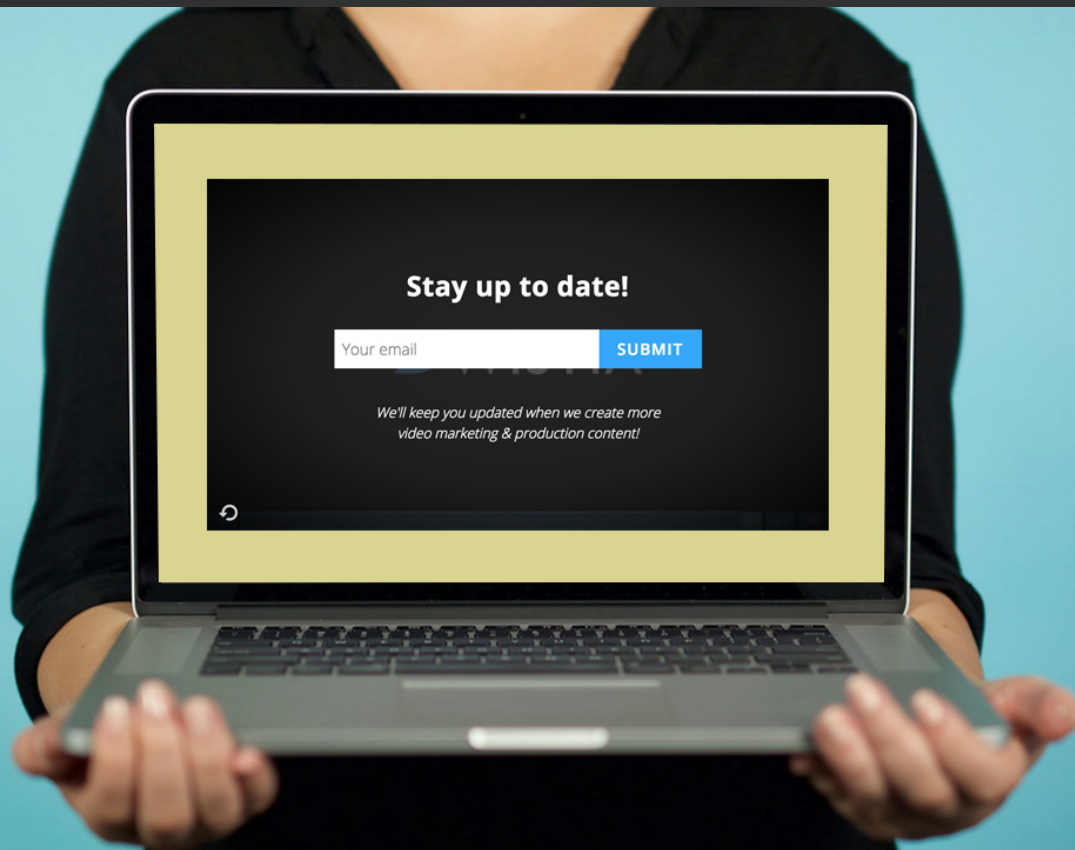 Stay up to date!
Your email SUBMIT
We'll keep you updated when we create more
video marketing & production content!